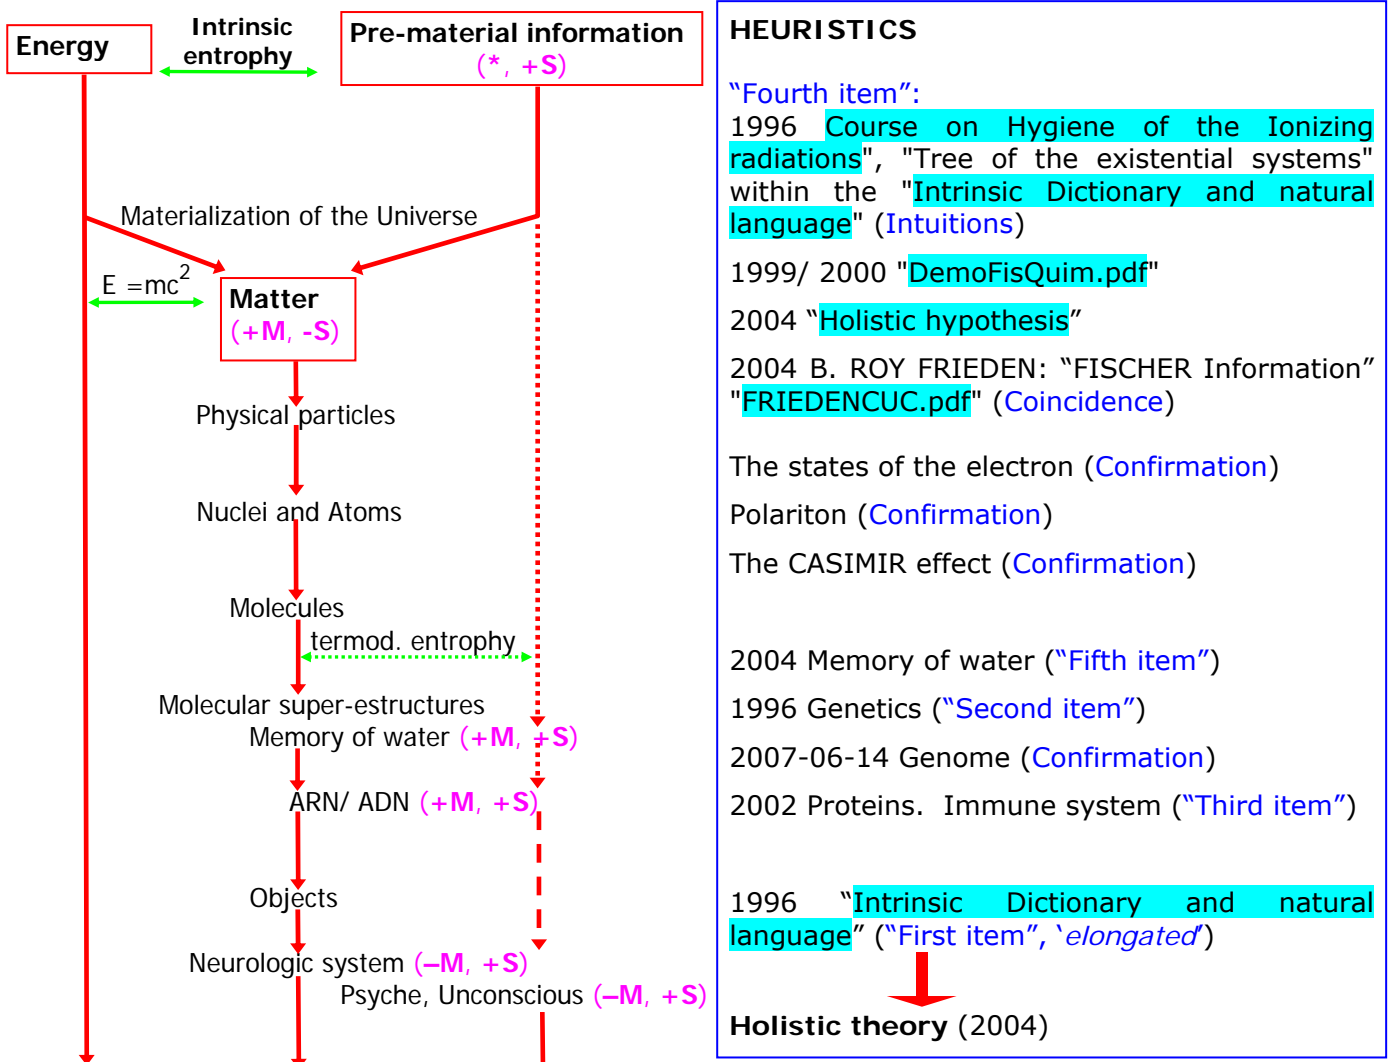 Energy
Intrinsic
entrophy
Pre-material information
(*, +S)
Materialization of the Universe
E =mc2
Matter
(+M, -S)
Physical particles
Nuclei and Atoms
Molecules
termod. entrophy
Molecular super-estructures
Memory of water (+M, +S)
ARN/ ADN (+M, +S)
Objects
Neurologic system (–M, +S)
Psyche, Unconscious (–M, +S)
HEURISTICS
“Fourth item”:
1996 Course on Hygiene of the Ionizing
radiations", "Tree of the existential systems"
within the "Intrinsic Dictionary and natural
language" (Intuitions)
1999/ 2000 "DemoFisQuim.pdf"
2004 “Holistic hypothesis”
2004 B. ROY FRIEDEN: “FISCHER Information”
"FRIEDENCUC.pdf" (Coincidence)
The states of the electron (Confirmation)
Polariton (Confirmation)
The CASIMIR effect (Confirmation)
2004 Memory of water (“Fifth item”)
1996 Genetics (“Second item”)
2007-06-14 Genome (Confirmation)
2002 Proteins. Immune system (“Third item”)
1996 “Intrinsic Dictionary and natural
language” (“First item”, ‘elongated’)
Holistic theory (2004)